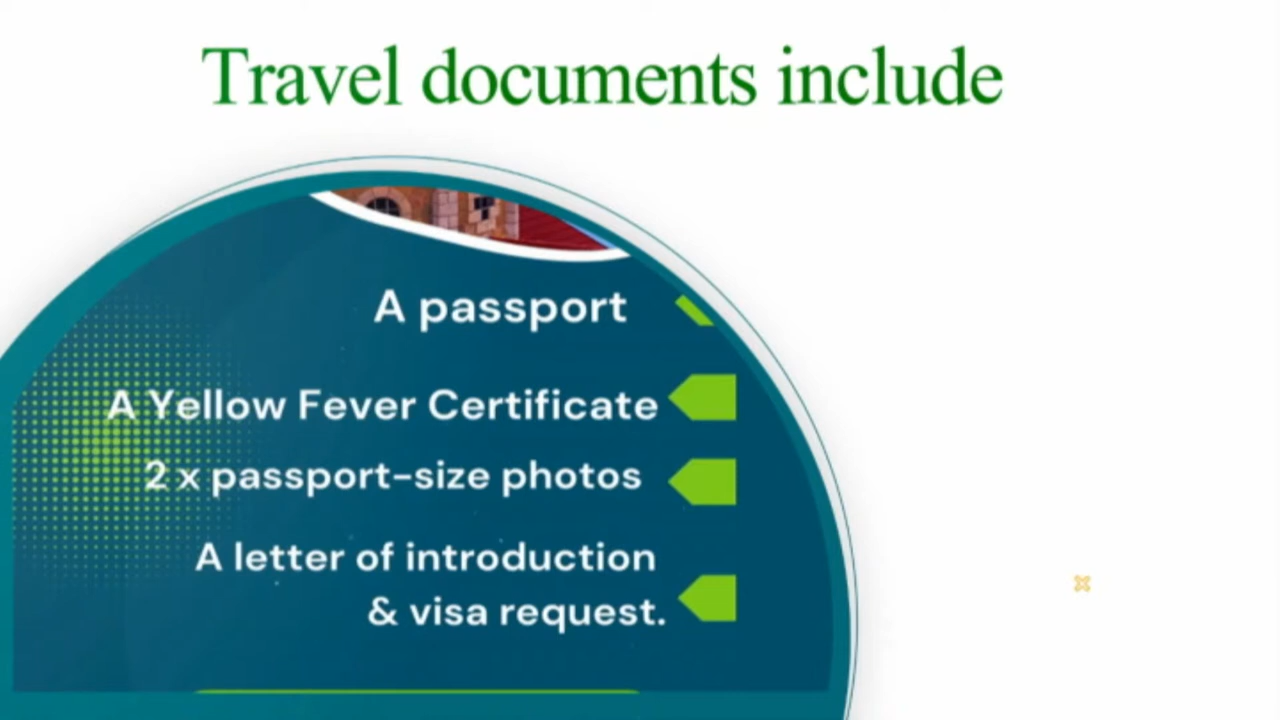 Travel documents include
A passport
A Yellow Fever Certificate
2 x passport-size photos
A letter of introduction
& visa request.